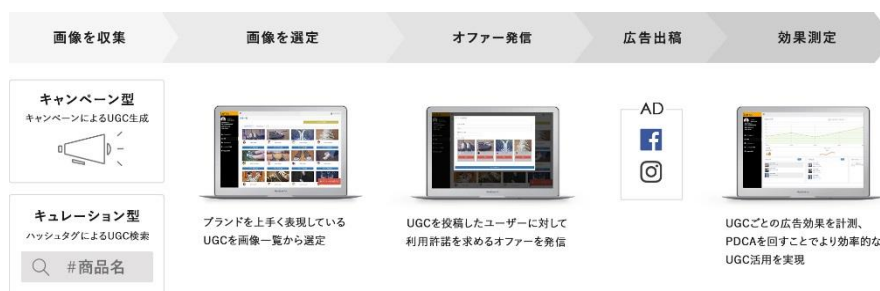 画像を収集
画像を選定
オファー発信
広告出稿
効果測定
キャンペーン型
キャンペーンによるUGC生成
キュレーション型
ハッシュタグによるUGC検索
#商品名
ブランドを上手く表現している
UGCを画像一覧から選定
UGCを投稿したユーザーに対して
利用許諾を求めるオファーを発信
AD
UGCごとの広告効果を計測、
PDCAを回すことでより効率的な
UGC活用を実現